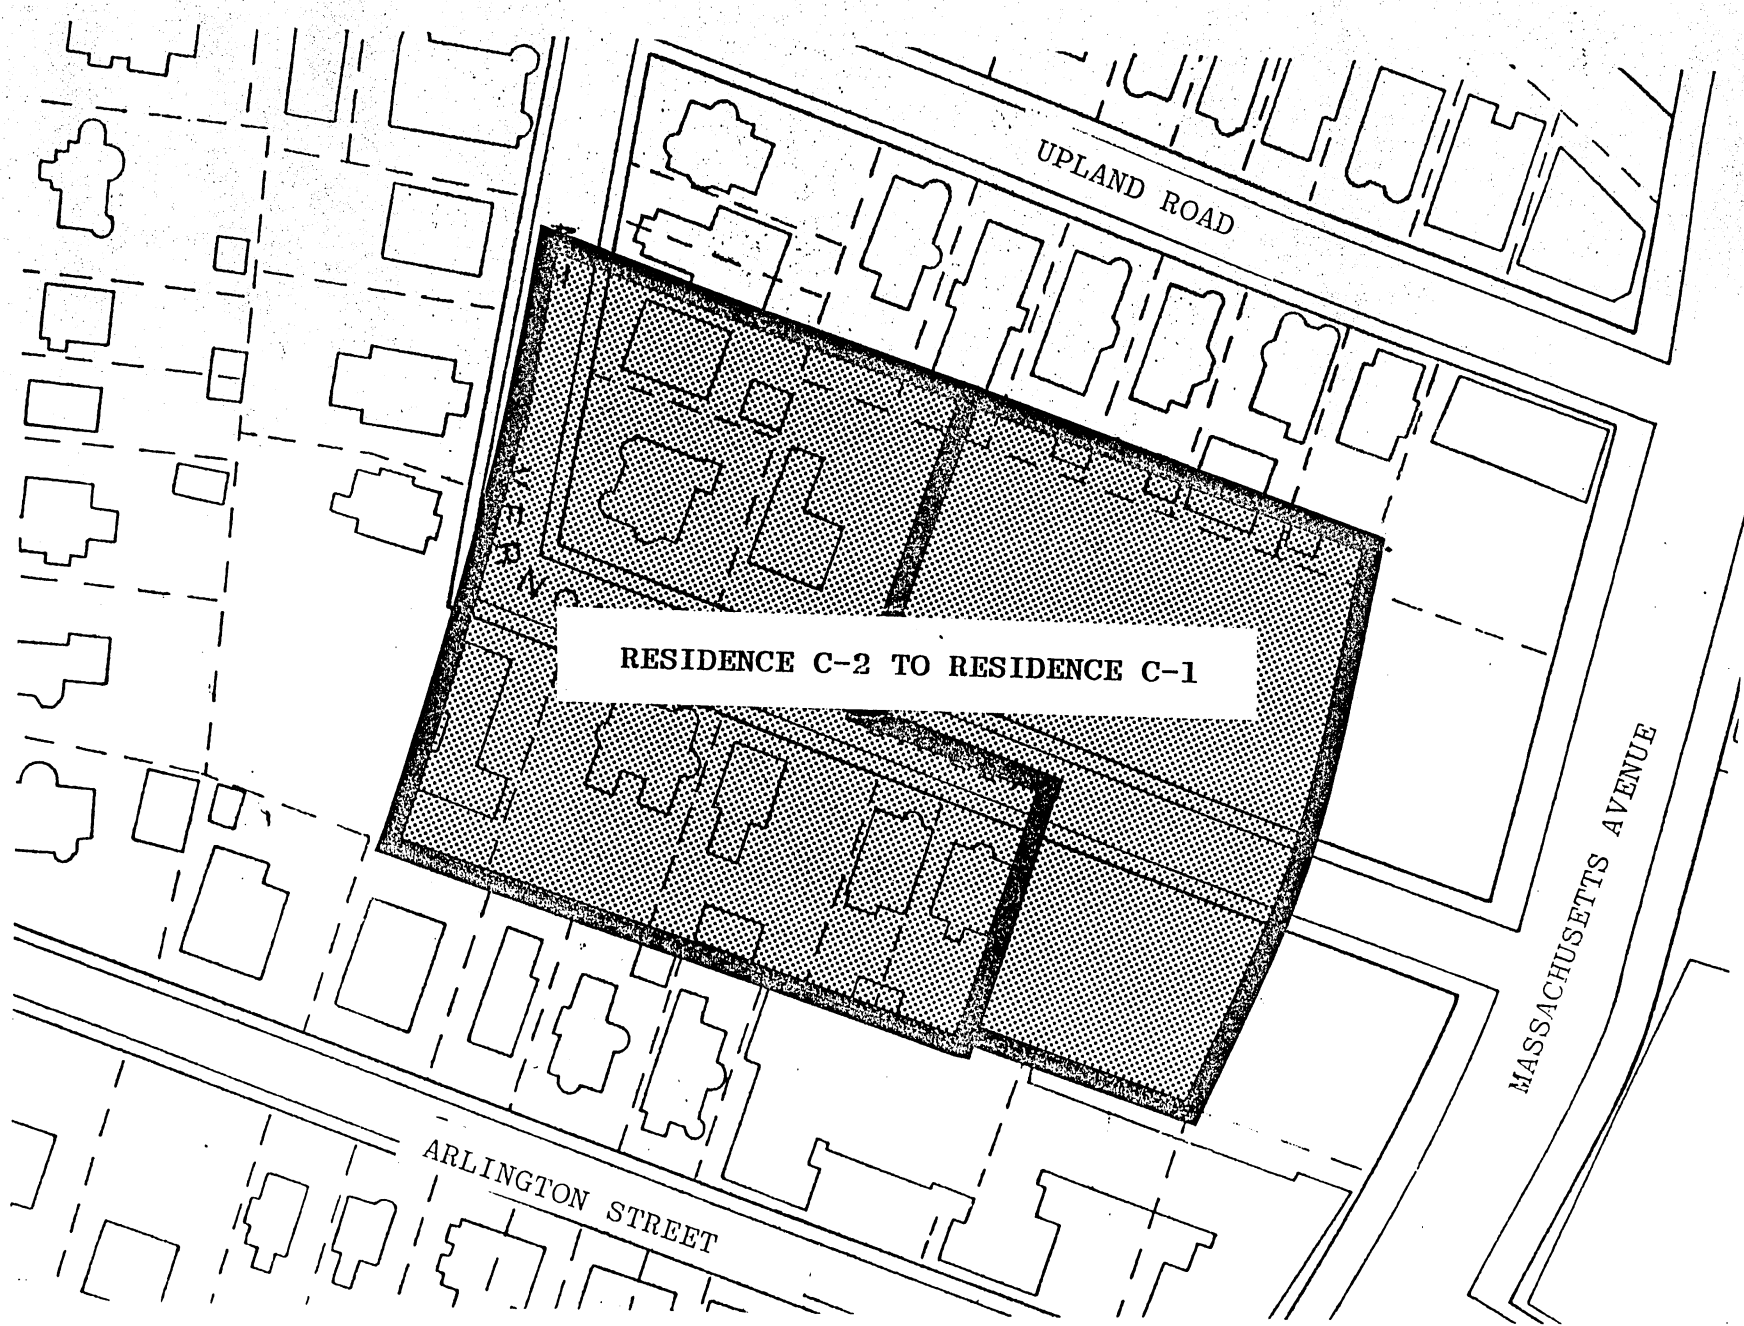 UPLAND ROAD
RESIDENCE C-2 TO RESIDENCE C-1
MASSACHUSETTS AVENUE
ARLINGTON STREET